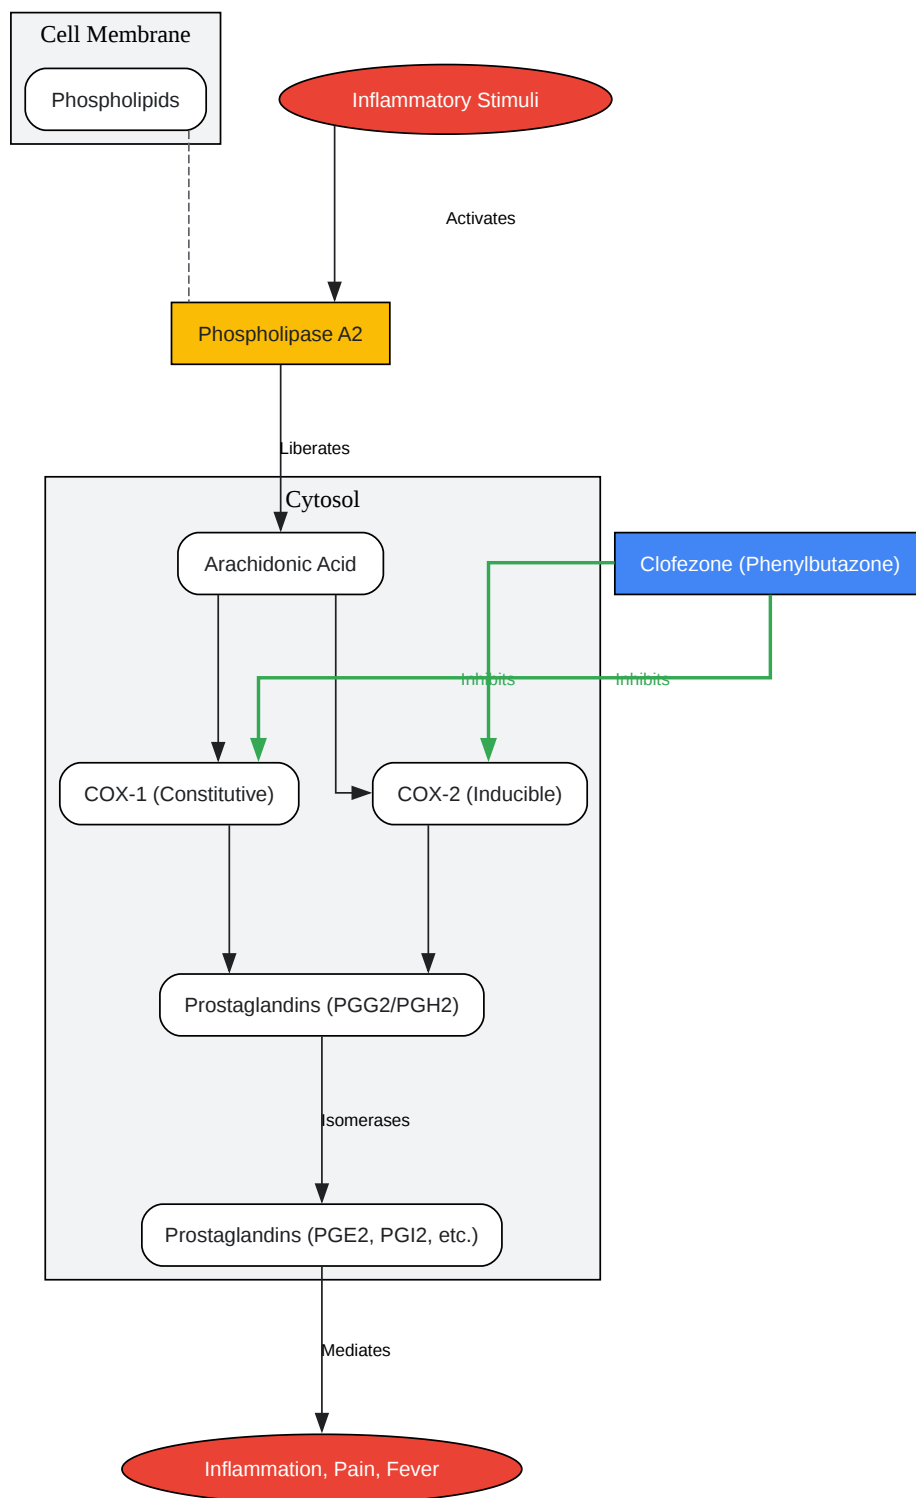 Cell Membrane
Phospholipids
Inflammatory Stimuli
Activates
Phospholipase A2
Liberates
Cytosol
Arachidonic Acid
Clofezone (Phenylbutazone)
Inhibits
Inhibits
COX-1 (Constitutive)
COX-2 (Inducible)
Prostaglandins (PGG2/PGH2)
Isomerases
Prostaglandins (PGE2, PGI2, etc.)
Mediates
Inflammation, Pain, Fever